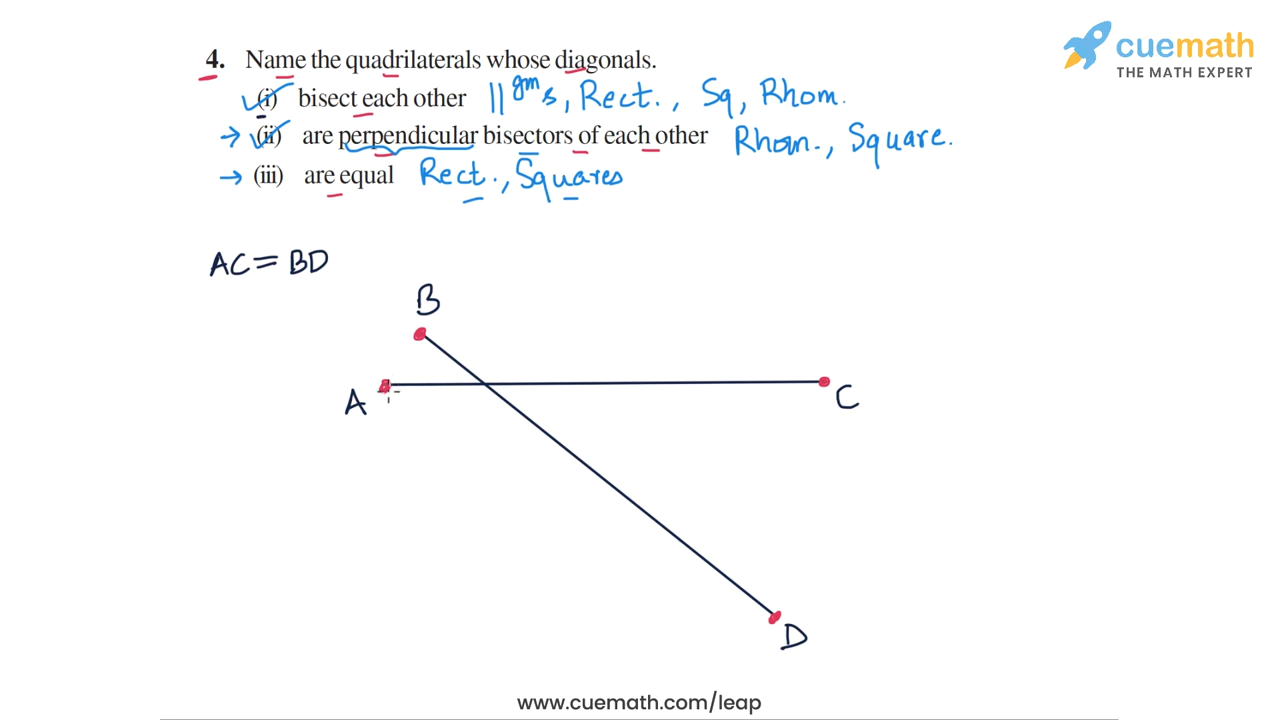 cuemath
THE MATH EXPERT
4. Name the quadrilaterals whose diagonals.
(i) bisect each other ||gms, Rect., Sq, Rhom.
→ (ii) are perpendicular bisectors of each other Rhom., Square.
→ (iii) are equal Rect., Squares
AC = BD
B
A
C
D
www.cuemath.com/leap